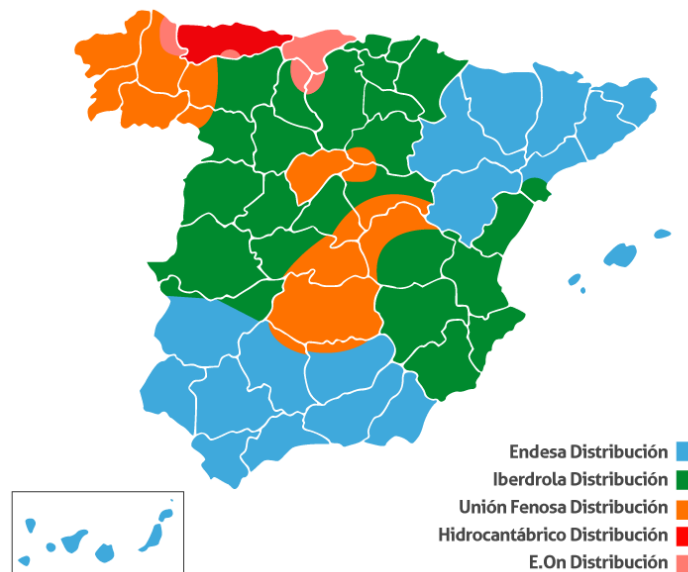 Endesa Distribución
Iberdrola Distribución
Unión Fenosa Distribución
Hidrocantábrico Distribución
E.On Distribución